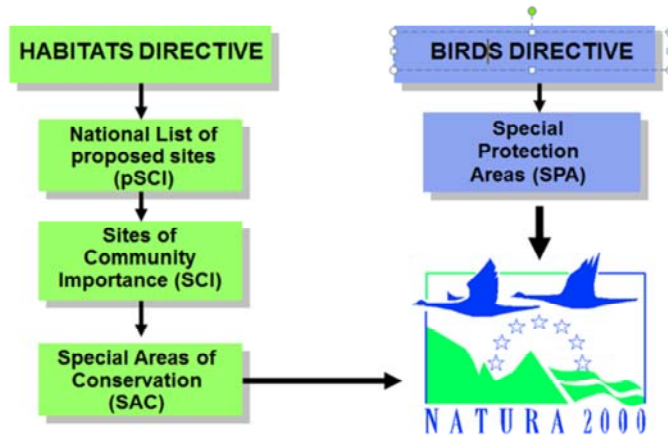 HABITATS DIRECTIVE
National List of
proposed sites
(pSCI)
Sites of
Community
Importance (SCI)
Special Areas of
Conservation
(SAC)
BIRDS DIRECTIVE
Special
Protection
Areas (SPA)
NATURA 2000